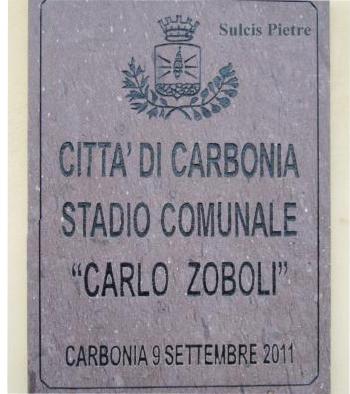 Sulcis Pietre
CITTA' DI CARBONIA
STADIO COMUNALE
"CARLO ZOBOLI"
CARBONIA 9 SETTEMBRE 2011